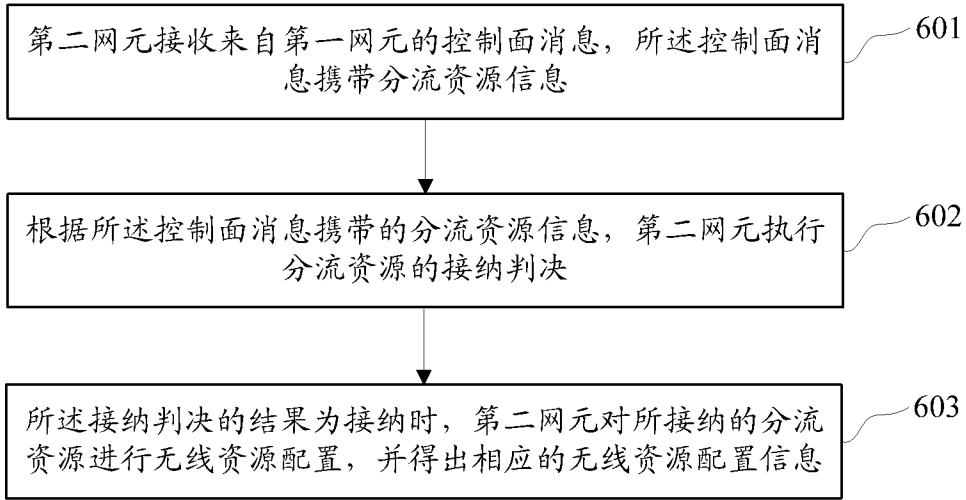 第二网元接收来自第一网元的控制面消息，所述控制面消
息携带分流资源信息
601
根据所述控制面消息携带的分流资源信息，第二网元执行
分流资源的接纳判决
602
所述接纳判决的结果为接纳时，第二网元对所接纳的分流
资源进行无线资源配置，并得出相应的无线资源配置信息
603